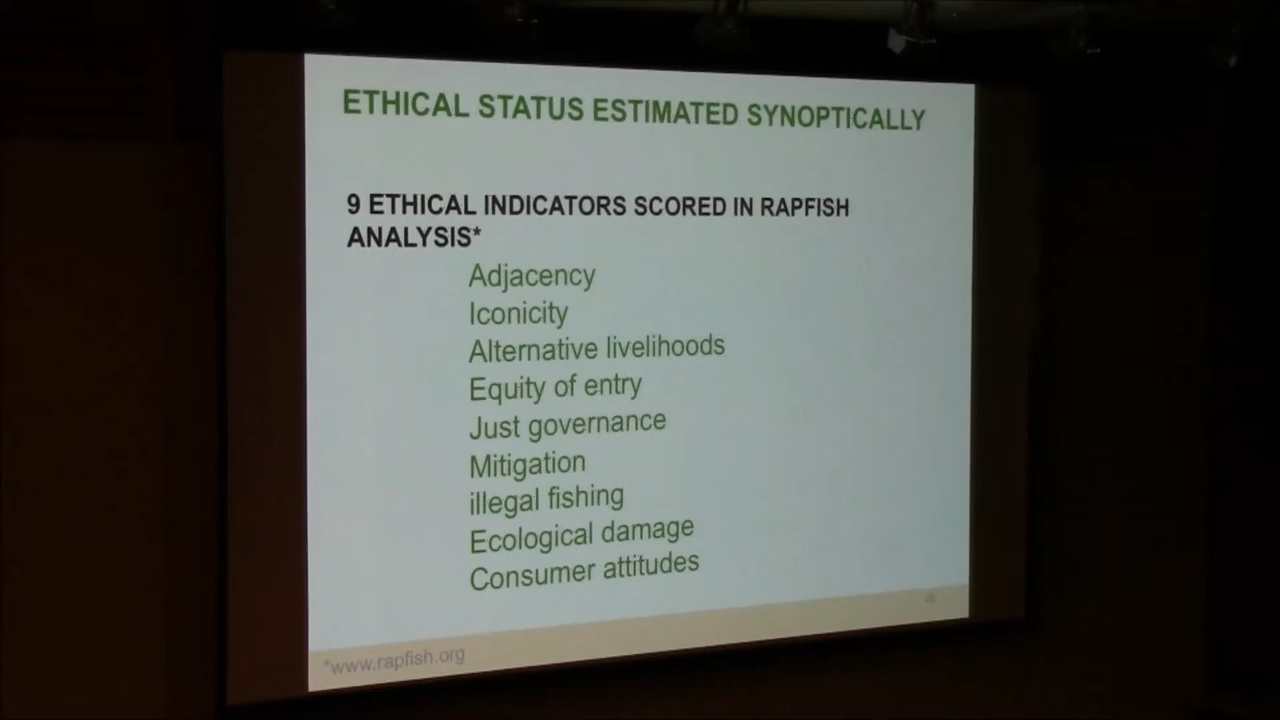 ETHICAL STATUS ESTIMATED SYNOPTICALLY
9 ETHICAL INDICATORS SCORED IN RAPFISH
ANALYSIS*
Adjacency
Iconicity
Alternative livelihoods
Equity of entry
Just governance
Mitigation
illegal fishing
Ecological damage
Consumer attitudes
*www.rapfish.org